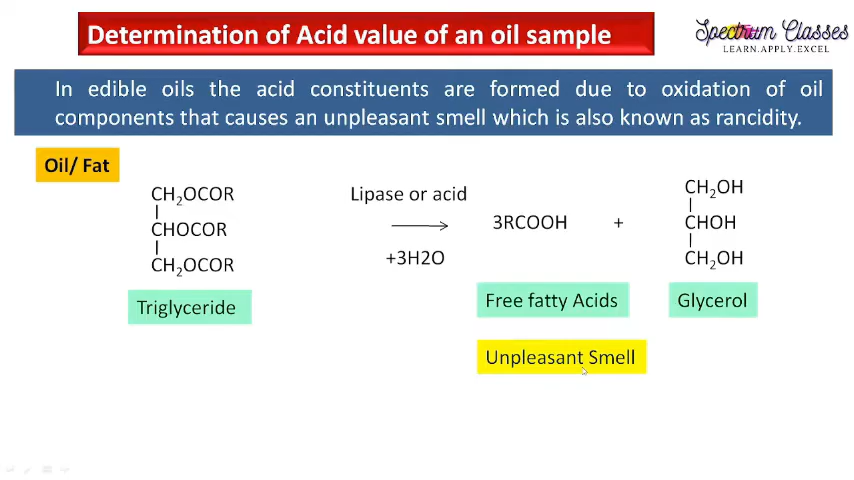 Determination of Acid value of an oil sample
Spectrum Classes
LEARN.APPLY.EXCEL
In edible oils the acid constituents are formed due to oxidation of oil
components that causes an unpleasant smell which is also known as rancidity.
Oil/ Fat
CH₂OCOR
CHOCOR
CH₂OCOR
Triglyceride
Lipase or acid
+3H2O
3RCOOH +
Free fatty Acids
Unpleasant Smell
CH₂OH
CHOH
CH₂OH
Glycerol